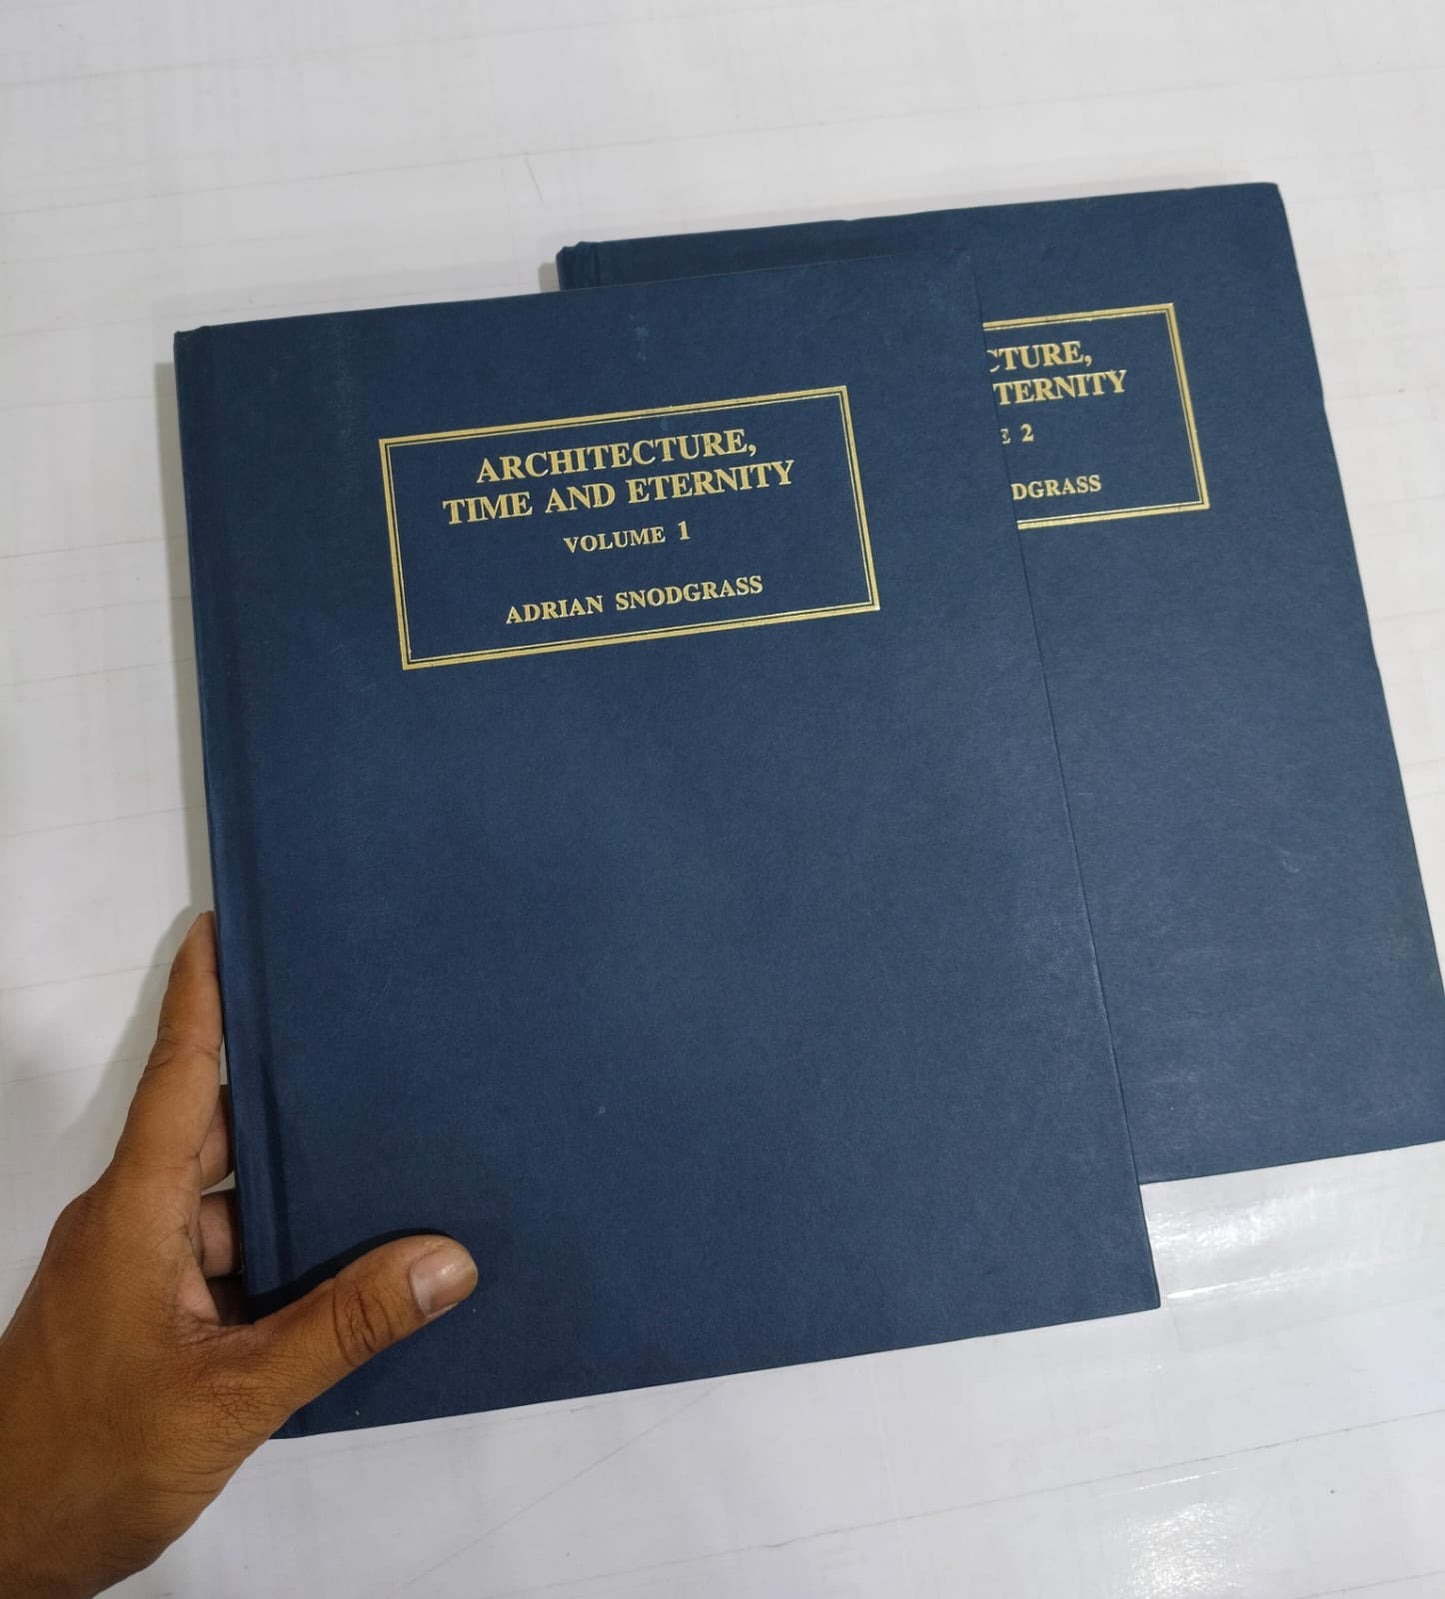 ARCHITECTURE,
TIME AND ETERNITY
VOLUME 1
ADRIAN SNODGRASS
CTURE,
TERNITY
E 2
DGRASS